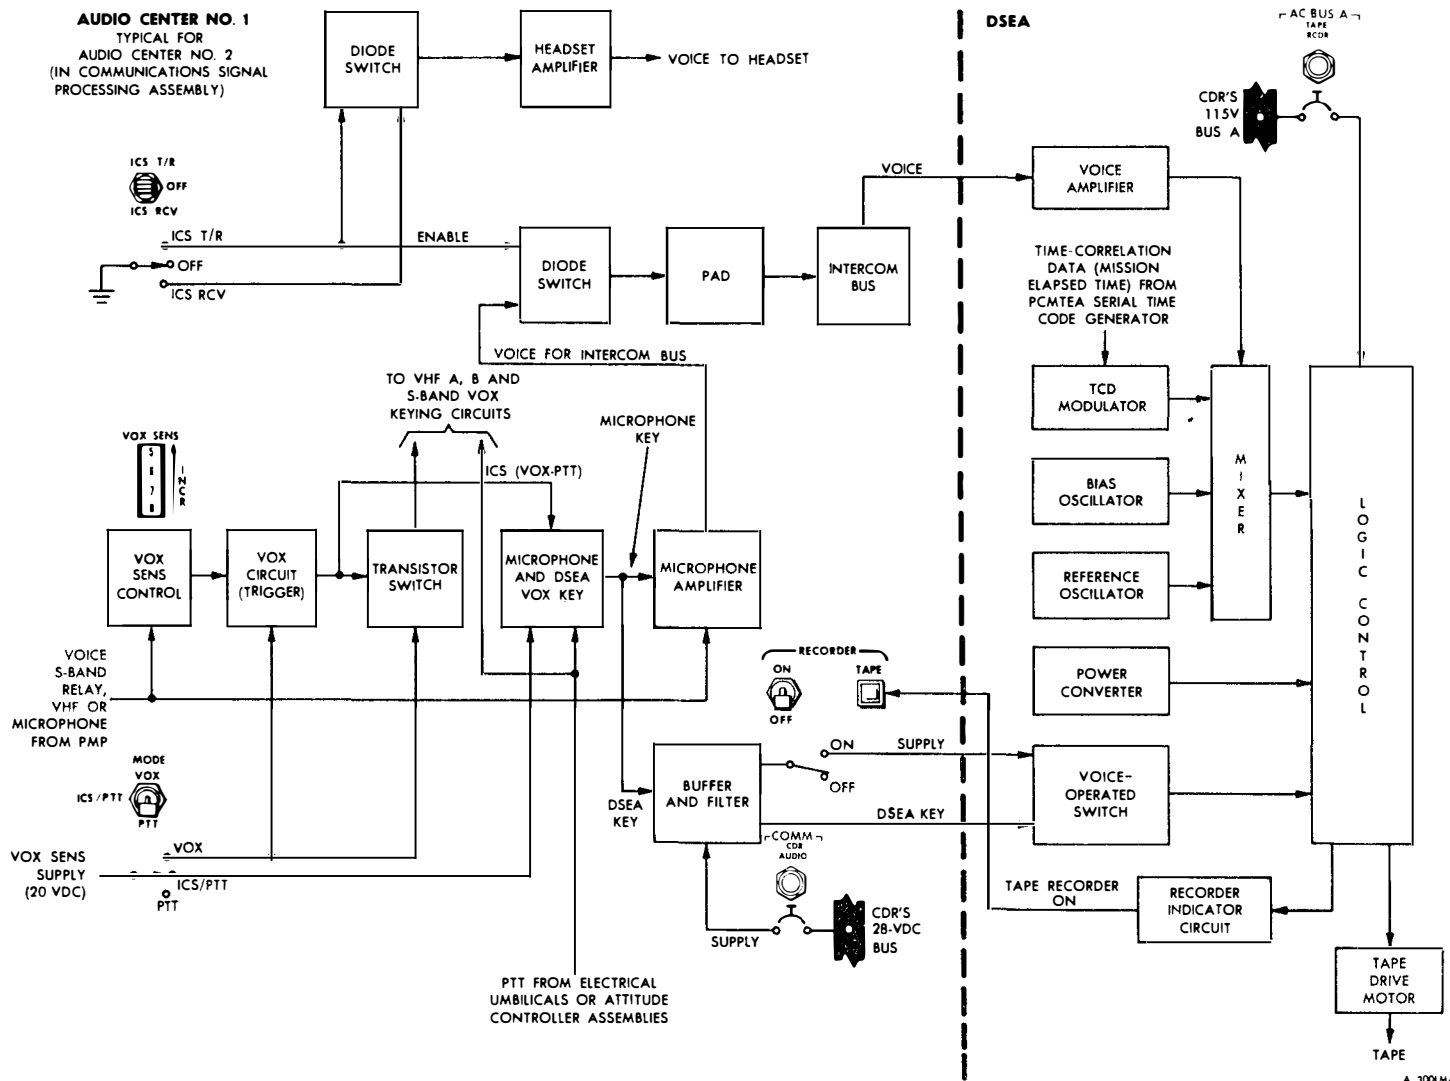 AUDIO CENTER NO. 1
TYPICAL FOR
AUDIO CENTER NO. 2
(IN COMMUNICATIONS SIGNAL
PROCESSING ASSEMBLY)
DIODE
SWITCH
HEADSET
AMPLIFIER
VOICE TO HEADSET
DSEA
AC BUS A
TAPE
RCDR
CDR'S
115V
BUS A
ICS T/R
OFF
ICS RCV
ICS T/R
OFF
ICS RCV
ENABLE
DIODE
SWITCH
PAD
INTERCOM
BUS
VOICE
VOICE
AMPLIFIER
TIME-CORRELATION
DATA (MISSION
ELAPSED TIME) FROM
PCMTEA SERIAL TIME
CODE GENERATOR
VOICE FOR INTERCOM BUS
TO VHF A, B AND
S-BAND VOX
KEYING CIRCUITS
MICROPHONE
KEY
TCD
MODULATOR
MIXER
BIAS
OSCILLATOR
REFERENCE
OSCILLATOR
LOGIC CONTROL
VOX SENS
5
6
7
8
INCR
ICS (VOX-PTT)
VOX
SENS
CONTROL
VOX
CIRCUIT
(TRIGGER)
TRANSISTOR
SWITCH
MICROPHONE
AND DSEA
VOX KEY
MICROPHONE
AMPLIFIER
VOICE
S-BAND
RELAY,
VHF OR
MICROPHONE
FROM PMP
RECORDER
ON
OFF
TAPE
POWER
CONVERTER
MODE
VOX
ICS/PTT
PTT
BUFFER
AND FILTER
ON
OFF
SUPPLY
DSEA
KEY
DSEA KEY
VOICE-
OPERATED
SWITCH
VOX SENS
SUPPLY
(20 VDC)
VOX
ICS/PTT
PTT
COMM
CDR
AUDIO
SUPPLY
CDR'S
28-VDC
BUS
TAPE RECORDER
ON
RECORDER
INDICATOR
CIRCUIT
PTT FROM ELECTRICAL
UMBILICALS OR ATTITUDE
CONTROLLER ASSEMBLIES
TAPE
DRIVE
MOTOR
TAPE